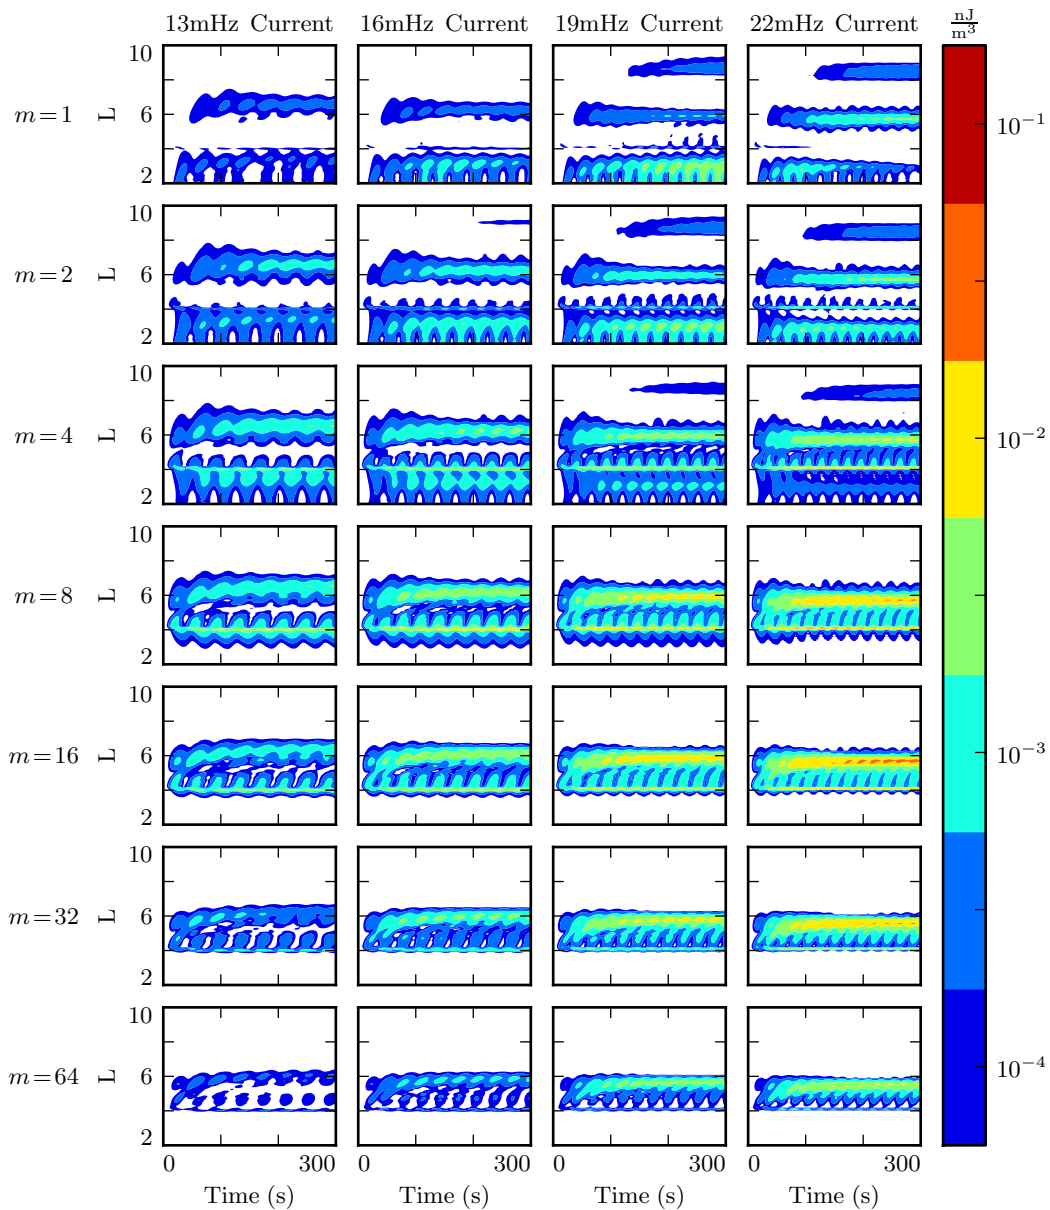 13mHz Current 16mHz Current 19mHz Current 22mHz Current nJ/m³
10
m=1 L 6
2
10⁻¹
10
m=2 L 6
2
10
m=4 L 6
2
10⁻²
10
m=8 L 6
2
10
m=16 L 6
2
10⁻³
10
m=32 L 6
2
10
m=64 L 6
2
10⁻⁴
0 300 0 300 0 300 0 300
Time (s) Time (s) Time (s) Time (s)